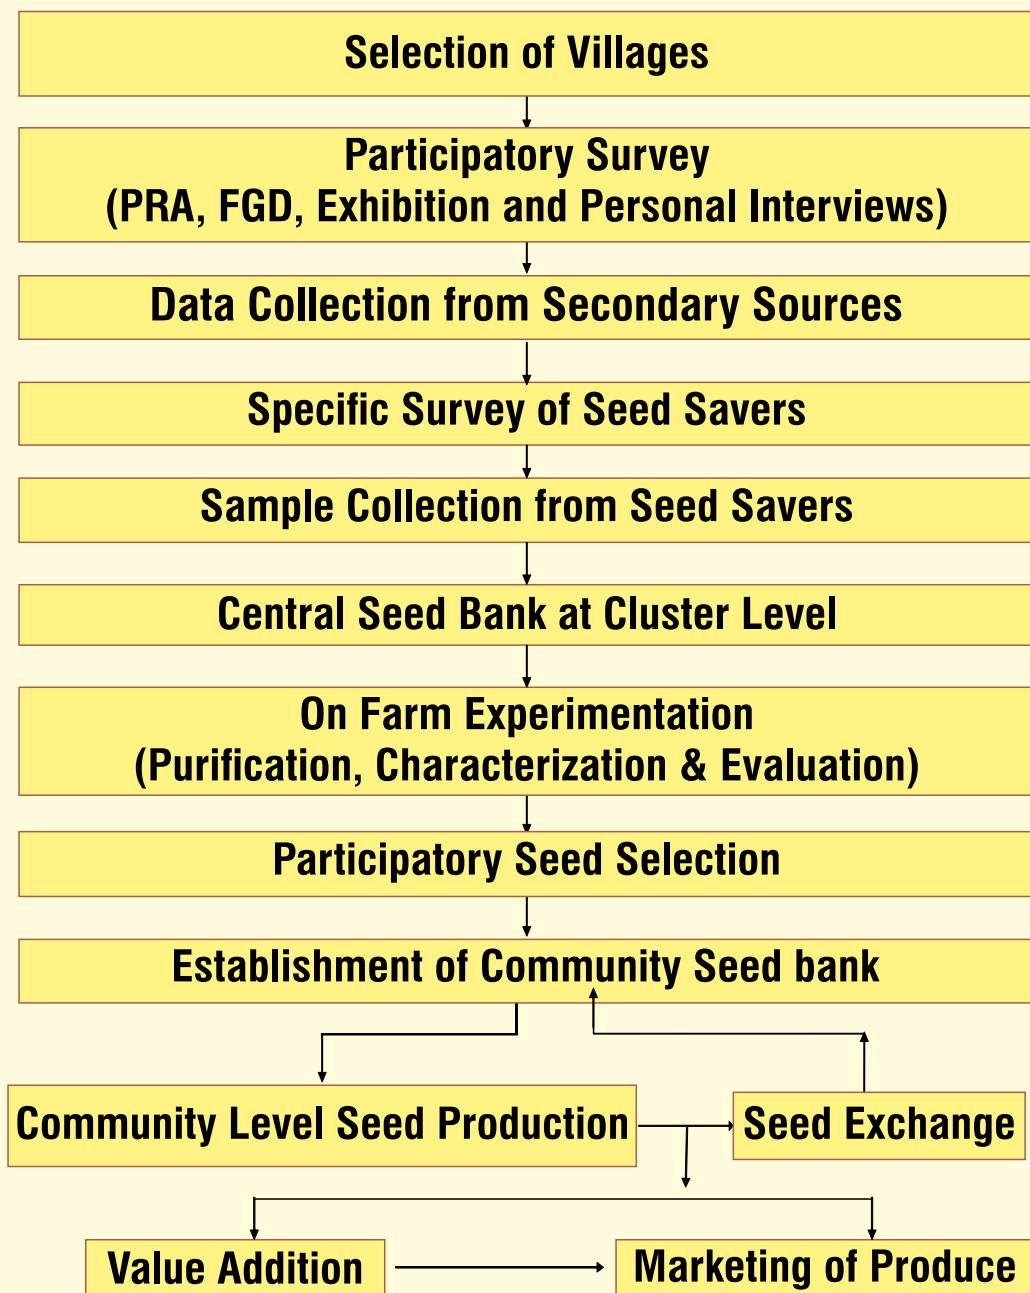 Selection of Villages
Participatory Survey
(PRA, FGD, Exhibition and Personal Interviews)
Data Collection from Secondary Sources
Specific Survey of Seed Savers
Sample Collection from Seed Savers
Central Seed Bank at Cluster Level
On Farm Experimentation
(Purification, Characterization & Evaluation)
Participatory Seed Selection
Establishment of Community Seed bank
Community Level Seed Production
Seed Exchange
Value Addition
Marketing of Produce